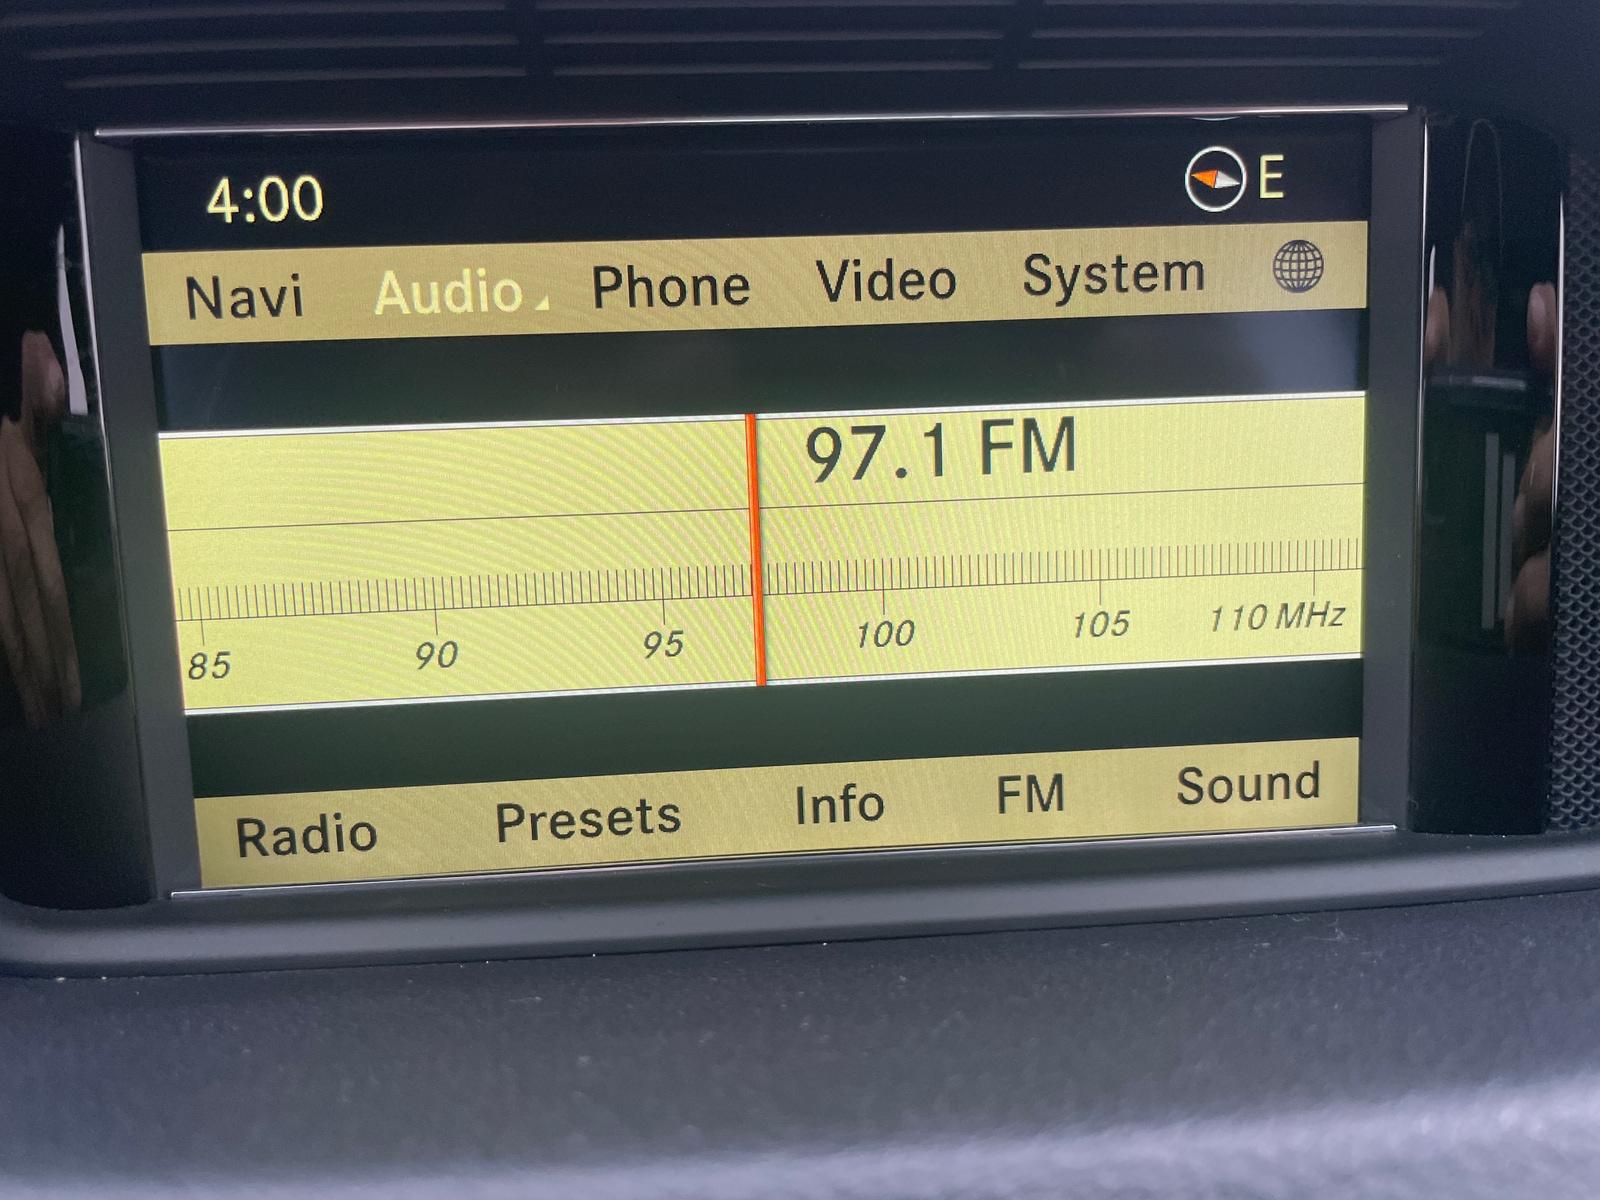 4:00 E
Navi Audio Phone Video System
97.1 FM
85 90 95 100 105 110 MHz
Radio Presets Info FM Sound